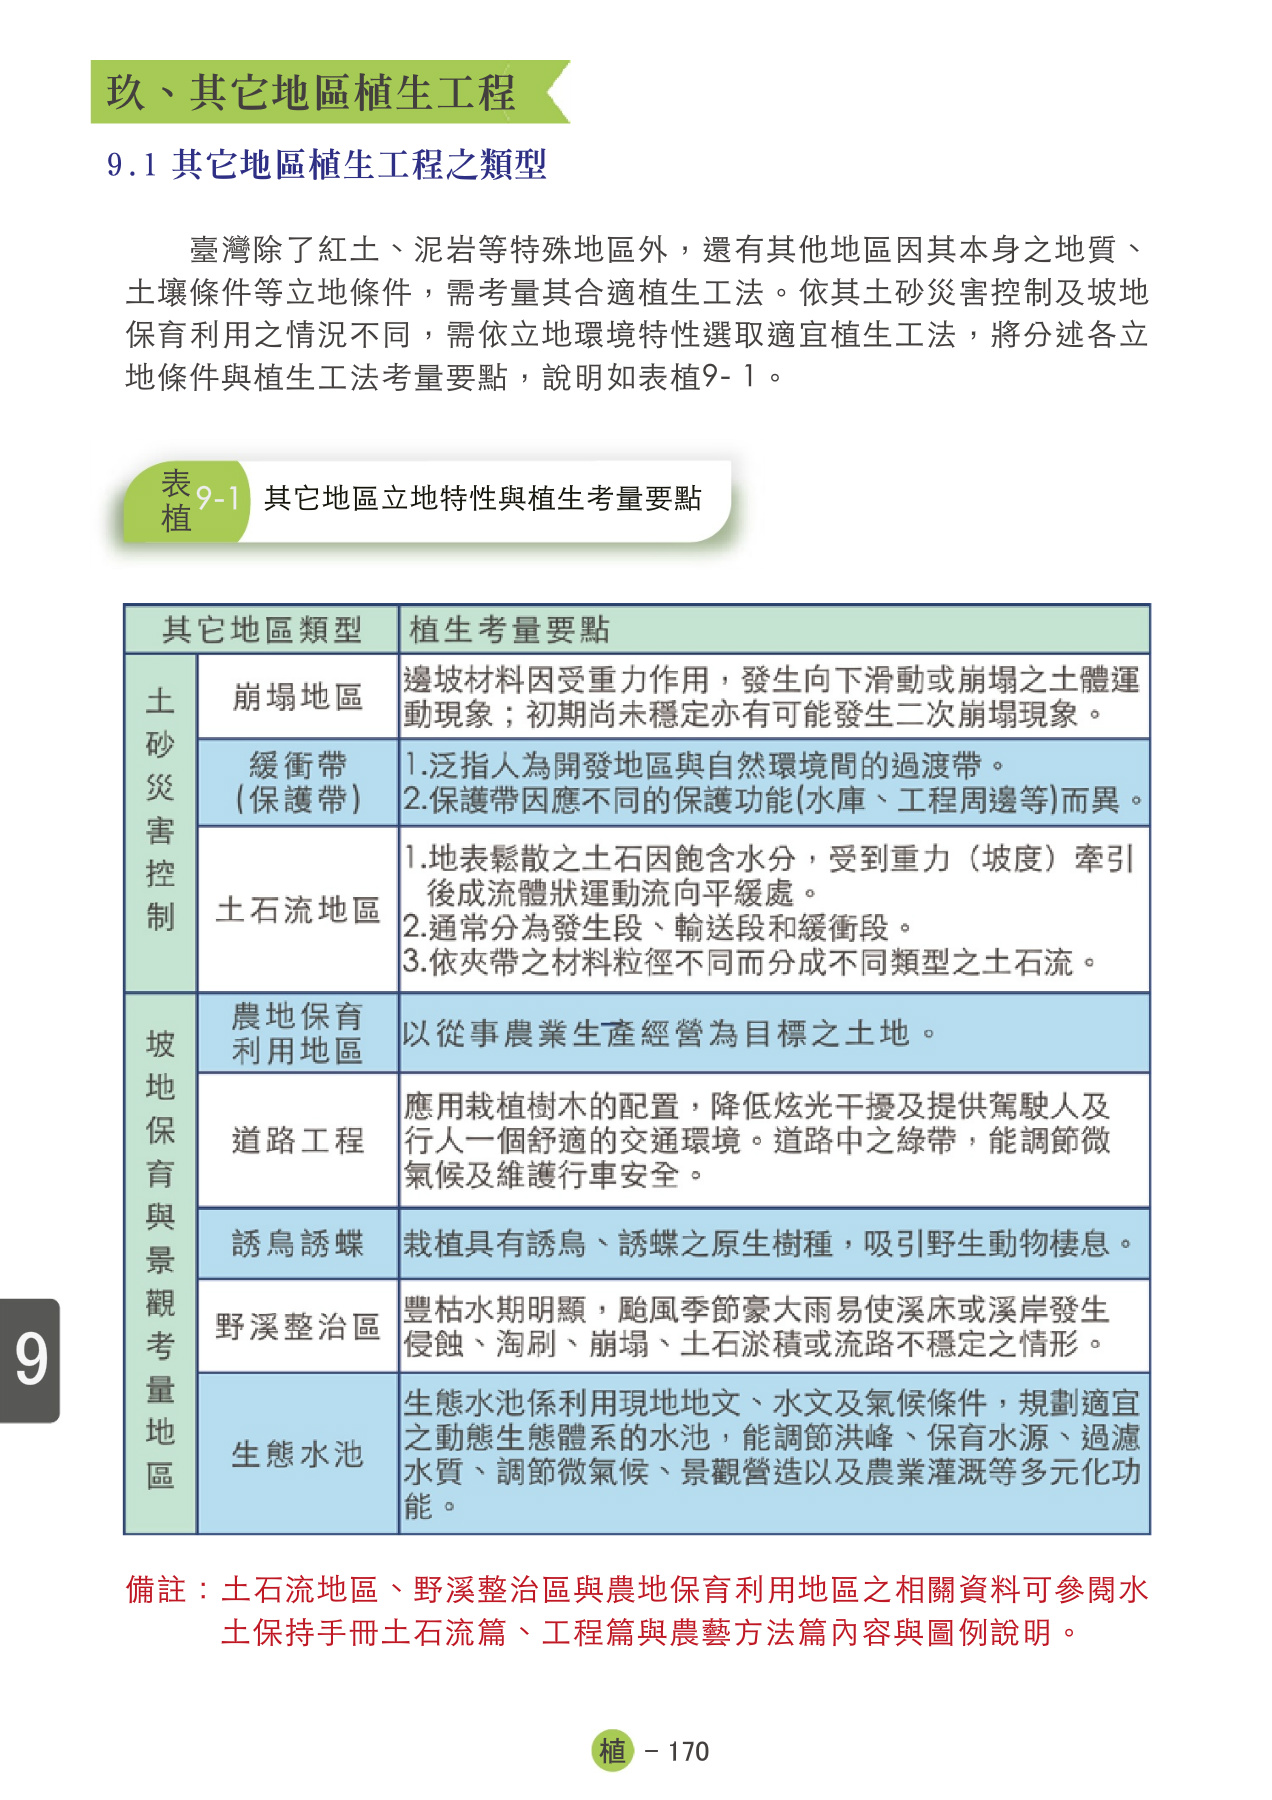 玖、其它地區植生工程
9.1 其它地區植生工程之類型
臺灣除了紅土、泥岩等特殊地區外，還有其他地區因其本身之地質、
土壤條件等立地條件，需考量其合適植生工法。依其土砂災害控制及坡地
保育利用之情況不同，需依立地環境特性選取適宜植生工法，將分述各立
地條件與植生工法考量要點，說明如表植9- 1。
表植 9-1 其它地區立地特性與植生考量要點
其它地區類型 植生考量要點
土砂災害控制
崩塌地區
邊坡材料因受重力作用，發生向下滑動或崩塌之土體運
動現象；初期尚未穩定亦有可能發生二次崩塌現象。
緩衝帶
(保護帶)
1.泛指人為開發地區與自然環境間的過渡帶。
2.保護帶因應不同的保護功能(水庫、工程周邊等)而異。
土石流地區
1.地表鬆散之土石因飽含水分，受到重力（坡度）牽引
後成流體狀運動流向平緩處。
2.通常分為發生段、輸送段和緩衝段。
3.依夾帶之材料粒徑不同而分成不同類型之土石流。
坡地保育與景觀考量地區
農地保育
利用地區
以從事農業生產經營為目標之土地。
道路工程
應用栽植樹木的配置，降低炫光干擾及提供駕駛人及
行人一個舒適的交通環境。道路中之綠帶，能調節微
氣候及維護行車安全。
誘鳥誘蝶
栽植具有誘鳥、誘蝶之原生樹種，吸引野生動物棲息。
野溪整治區
豐枯水期明顯，颱風季節豪大雨易使溪床或溪岸發生
侵蝕、淘刷、崩塌、土石淤積或流路不穩定之情形。
生態水池
生態水池係利用現地地文、水文及氣候條件，規劃適宜
之動態生態體系的水池，能調節洪峰、保育水源、過濾
水質、調節微氣候、景觀營造以及農業灌溉等多元化功
能。
備註：土石流地區、野溪整治區與農地保育利用地區之相關資料可參閱水
土保持手冊土石流篇、工程篇與農藝方法篇內容與圖例說明。
9
植 - 170